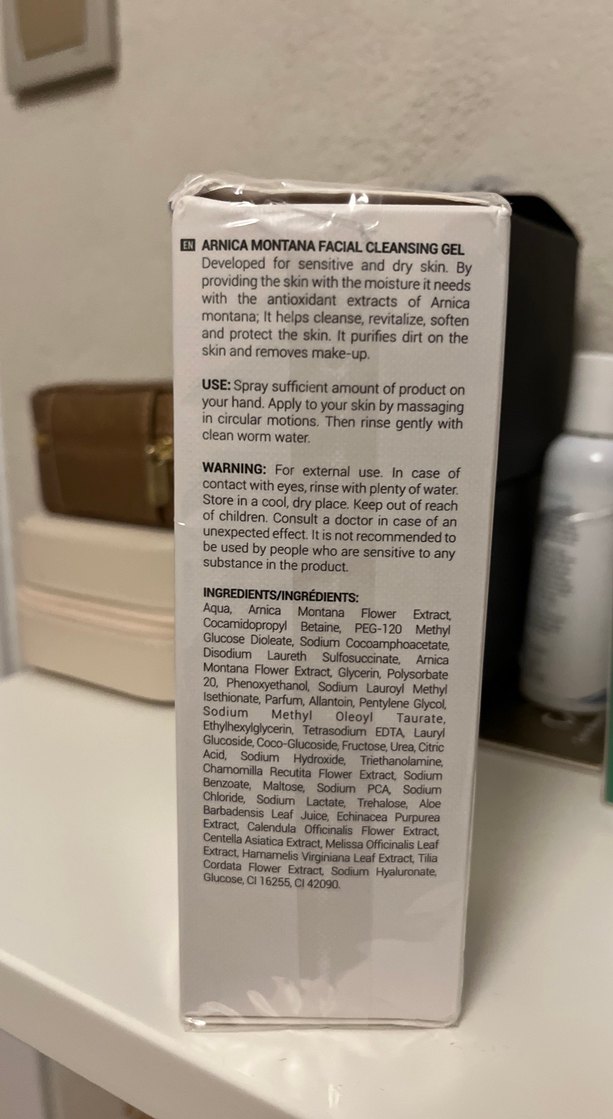 EN ARNICA MONTANA FACIAL CLEANSING GEL
Developed for sensitive and dry skin. By
providing the skin with the moisture it needs
with the antioxidant extracts of Arnica
montana; It helps cleanse, revitalize, soften
and protect the skin. It purifies dirt on the
skin and removes make-up.
USE: Spray sufficient amount of product on
your hand. Apply to your skin by massaging
in circular motions. Then rinse gently with
clean worm water.
WARNING: For external use. In case of
contact with eyes, rinse with plenty of water.
Store in a cool, dry place. Keep out of reach
of children. Consult a doctor in case of an
unexpected effect. It is not recommended to
be used by people who are sensitive to any
substance in the product.
INGREDIENTS/INGRÉDIENTS:
Aqua, Arnica Montana Flower Extract,
Cocamidopropyl Betaine, PEG-120 Methyl
Glucose Dioleate, Sodium Cocoamphoacetate,
Disodium Laureth Sulfosuccinate, Arnica
Montana Flower Extract, Glycerin, Polysorbate
20, Phenoxyethanol, Sodium Lauroyl Methyl
Isethionate, Parfum, Allantoin, Pentylene Glycol,
Sodium Methyl Oleoyl Taurate,
Ethylhexylglycerin, Tetrasodium EDTA, Lauryl
Glucoside, Coco-Glucoside, Fructose, Urea, Citric
Acid, Sodium Hydroxide, Triethanolamine,
Chamomilla Recutita Flower Extract, Sodium
Benzoate, Maltose, Sodium PCA, Sodium
Chloride, Sodium Lactate, Trehalose, Aloe
Barbadensis Leaf Juice, Echinacea Purpurea
Extract, Calendula Officinalis Flower Extract,
Centella Asiatica Extract, Melissa Officinalis Leaf
Extract, Hamamelis Virginiana Leaf Extract, Tilia
Cordata Flower Extract, Sodium Hyaluronate,
Glucose, CI 16255, CI 42090.